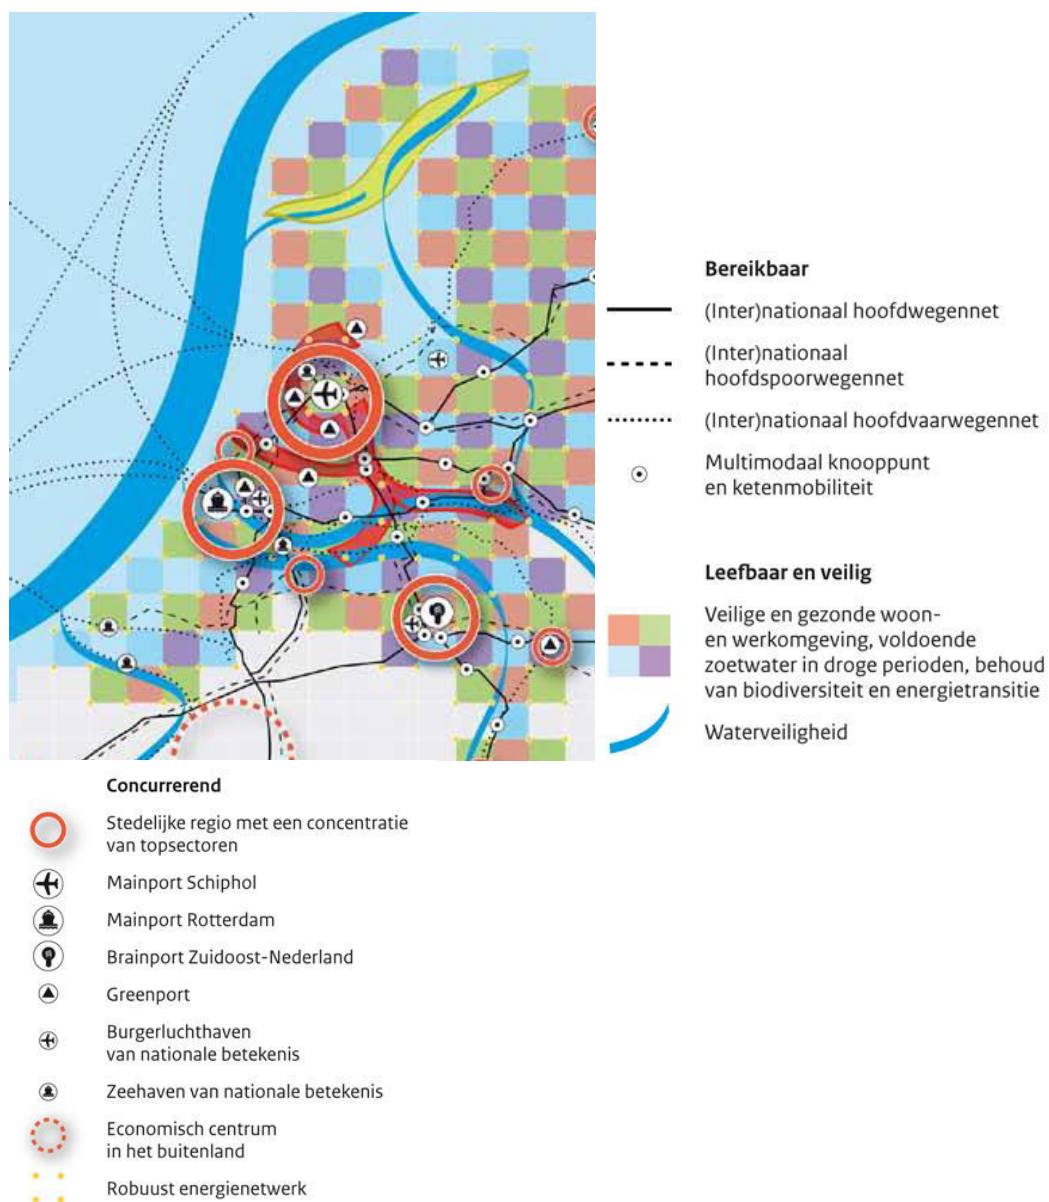 Bereikbaar
(Inter)nationaal hoofdwegennet
(Inter)nationaal
hoofdspoorwegennet
(Inter)nationaal hoofdvaarwegennet
Multimodaal knooppunt
en ketenmobiliteit
Leefbaar en veilig
Veilige en gezonde woon-
en werkomgeving, voldoende
zoetwater in droge perioden, behoud
van biodiversiteit en energietransitie
Waterveiligheid
Concurrerend
Stedelijke regio met een concentratie
van topsectoren
Mainport Schiphol
Mainport Rotterdam
Brainport Zuidoost-Nederland
Greenport
Burgerluchthaven
van nationale betekenis
Zeehaven van nationale betekenis
Economisch centrum
in het buitenland
Robuust energienetwerk